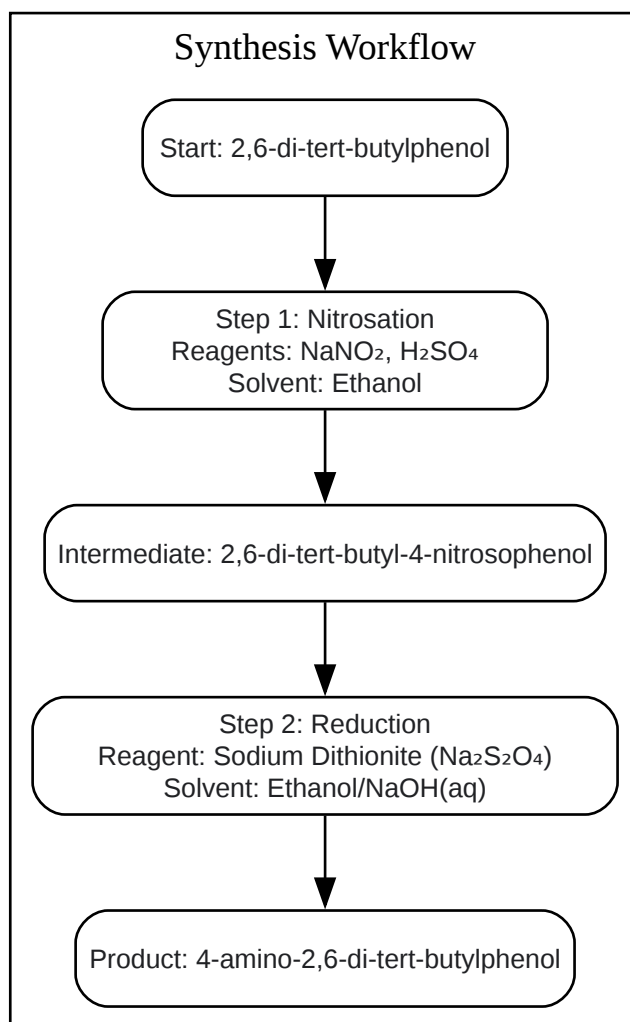 Synthesis Workflow
Start: 2,6-di-tert-butylphenol
Step 1: Nitrosation
Reagents: NaNO₂, H₂SO₄
Solvent: Ethanol
Intermediate: 2,6-di-tert-butyl-4-nitrosophenol
Step 2: Reduction
Reagent: Sodium Dithionite (Na₂S₂O₄)
Solvent: Ethanol/NaOH(aq)
Product: 4-amino-2,6-di-tert-butylphenol